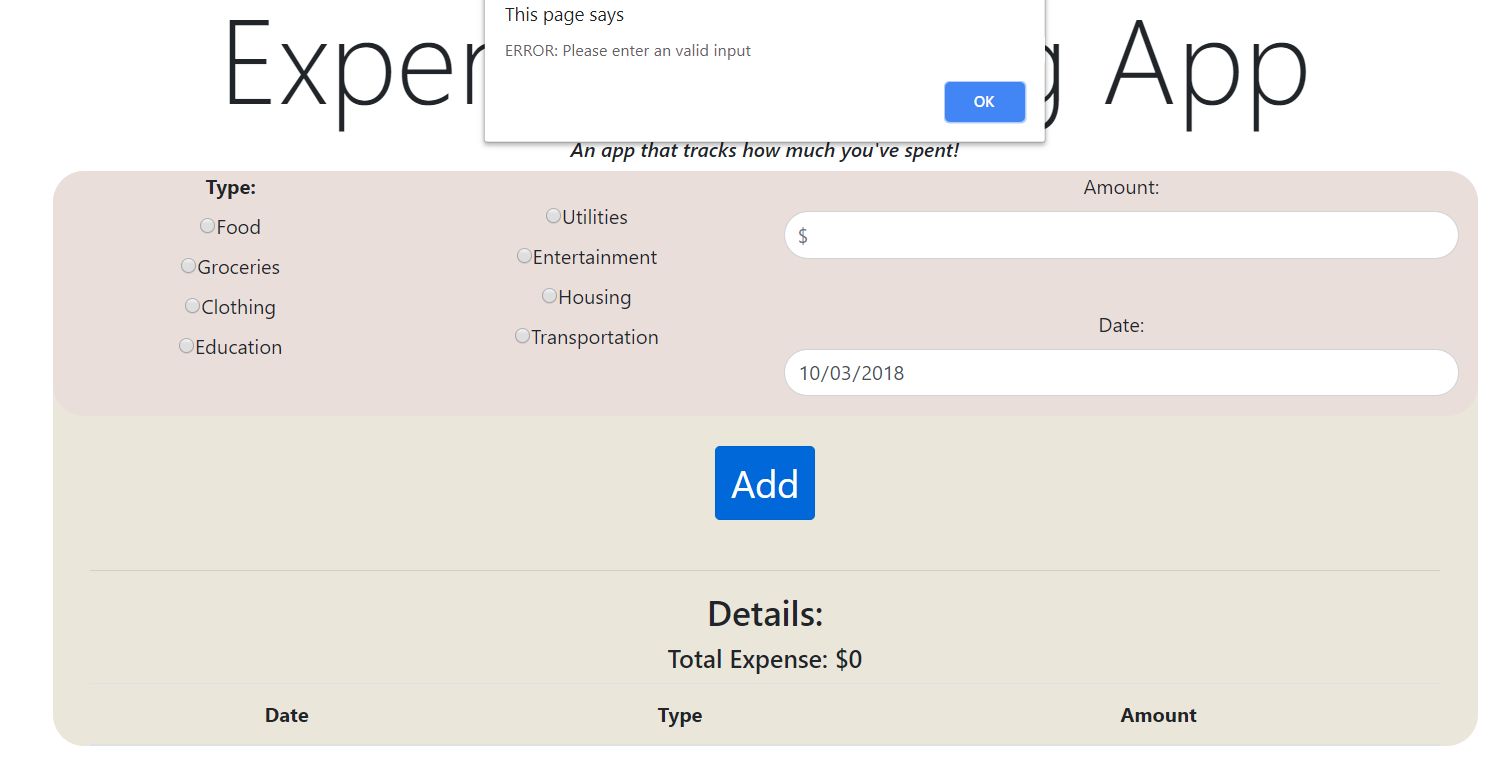 This page says
ERROR: Please enter an valid input
OK
App
An app that tracks how much you've spent!
Type:
Food
Groceries
Clothing
Education
Utilities
Entertainment
Housing
Transportation
Amount:
$
Date:
10/03/2018
Add
Details:
Total Expense: $0
Date Type Amount